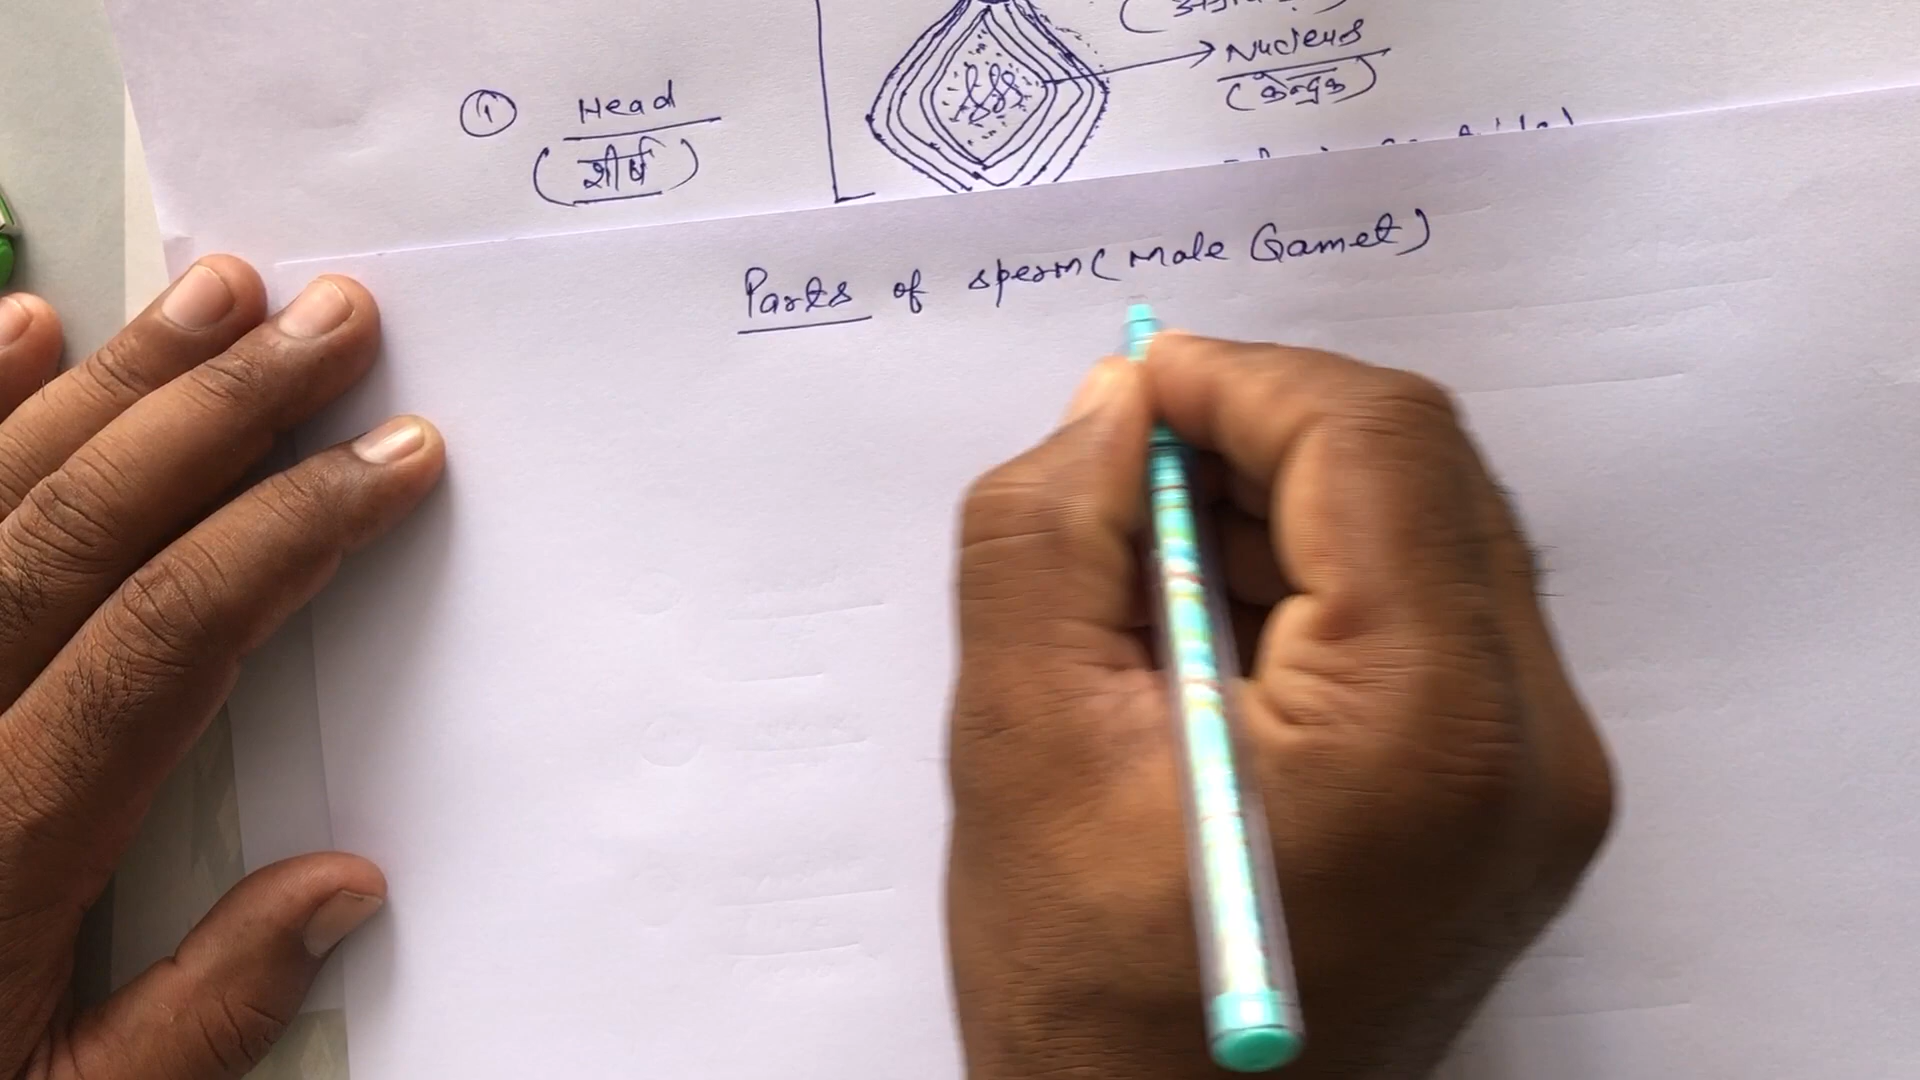 Nucleus
(केन्द्रक)
① Head
(शीर्ष)
Parts of sperm (Male Gamet)